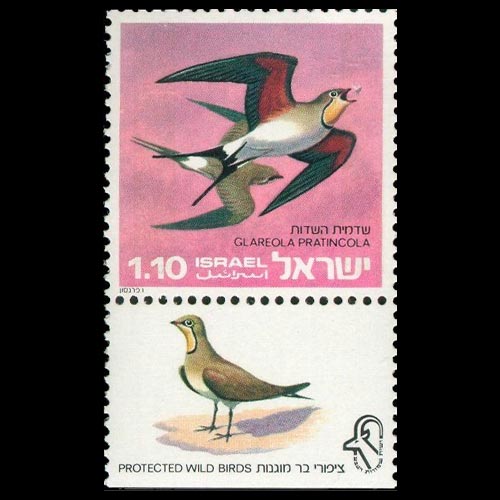 שדמית השדות
GLAREOLA PRATINCOLA
1.10 ISRAEL ישראל
اسرائيل
PROTECTED WILD BIRDS ציפורי בר מוגנות